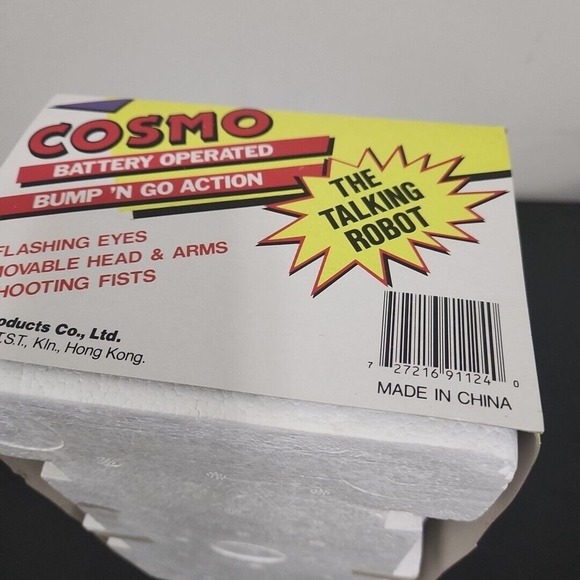 COSMO
BATTERY OPERATED
BUMP 'N GO ACTION
THE
TALKING
ROBOT
FLASHING EYES
MOVABLE HEAD & ARMS
HOOTING FISTS
oducts Co., Ltd.
T.S.T., Kln., Hong Kong.
7 27216 91124 0
MADE IN CHINA